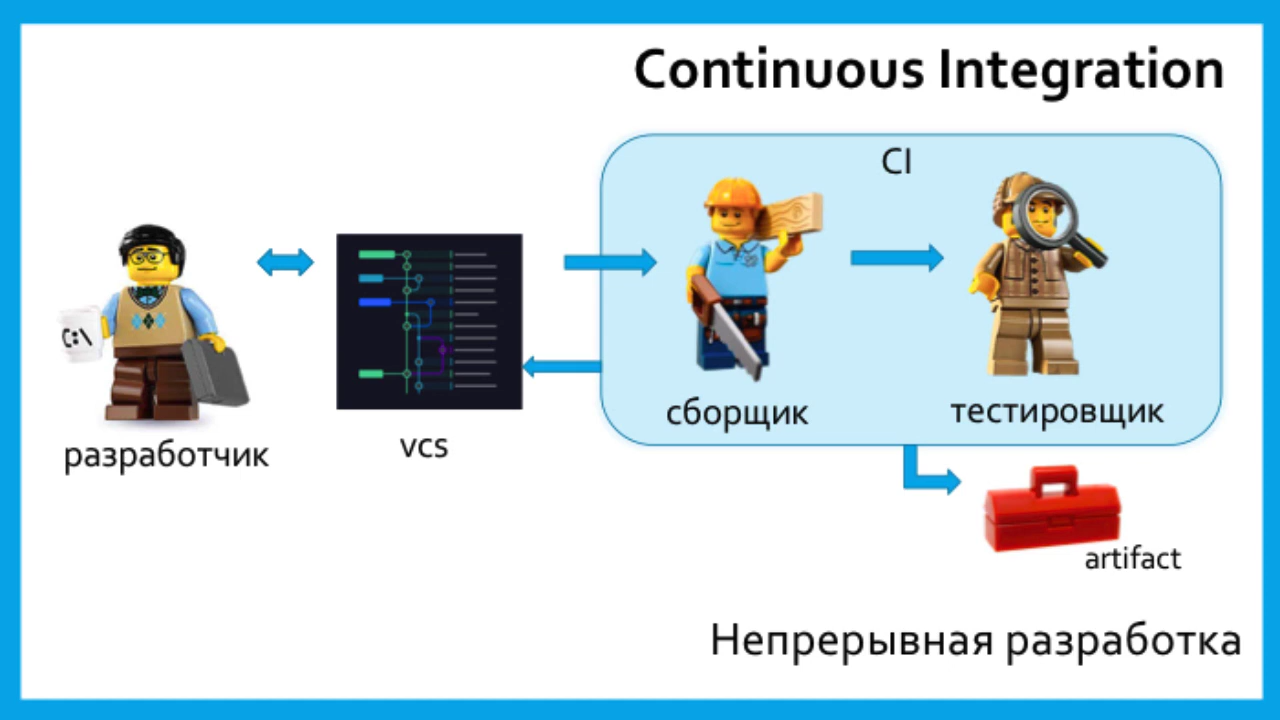 Continuous Integration
CI
C:\
разработчик
vcs
сборщик
тестировщик
artifact
Непрерывная разработка